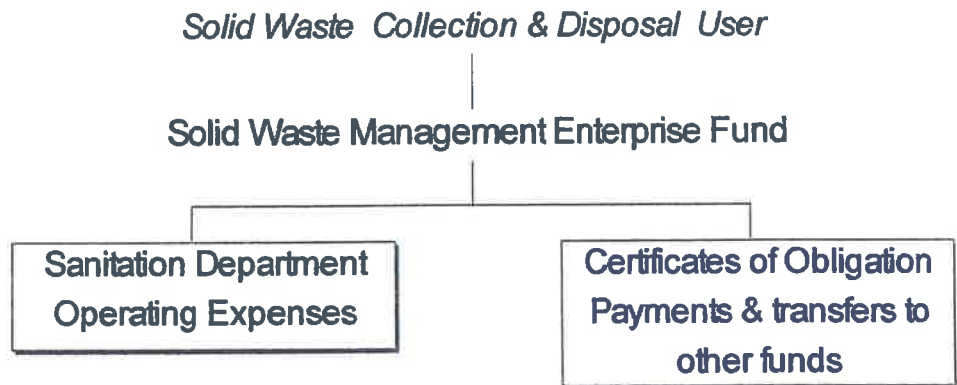 Solid Waste Collection & Disposal User
Solid Waste Management Enterprise Fund
Sanitation Department
Operating Expenses
Certificates of Obligation
Payments & transfers to
other funds